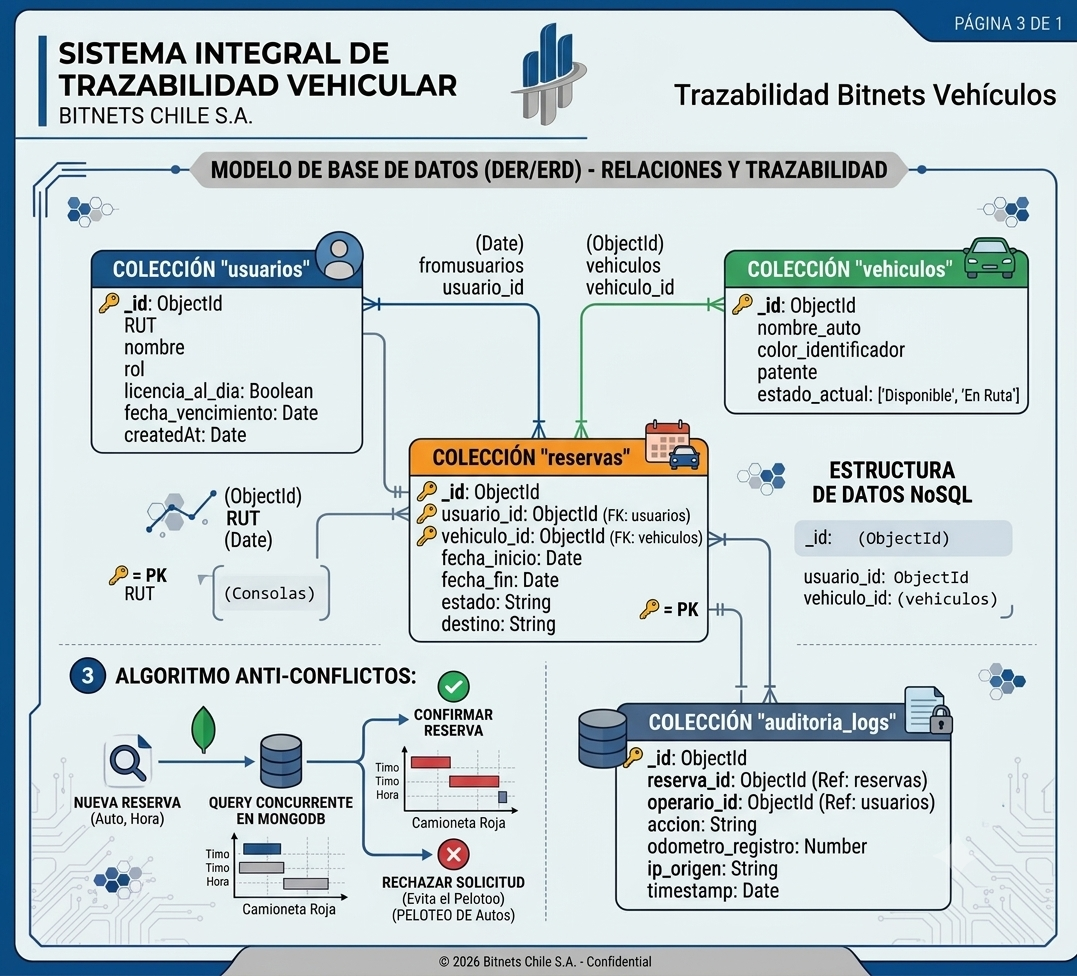 PÁGINA 3 DE 1
SISTEMA INTEGRAL DE
TRAZABILIDAD VEHICULAR
BITNETS CHILE S.A.
Trazabilidad Bitnets Vehículos
MODELO DE BASE DE DATOS (DER/ERD) - RELACIONES Y TRAZABILIDAD
COLECCIÓN "usuarios"
_id: ObjectId
RUT
nombre
rol
licencia_al_dia: Boolean
fecha_vencimiento: Date
createdAt: Date
(Date)
fromusuarios
usuario_id
(ObjectId)
vehiculos
vehiculo_id
COLECCIÓN "vehiculos"
_id: ObjectId
nombre_auto
color_identificador
patente
estado_actual: ['Disponible', 'En Ruta']
COLECCIÓN "reservas"
_id: ObjectId
usuario_id: ObjectId (FK: usuarios)
vehiculo_id: ObjectId (FK: vehiculos)
fecha_inicio: Date
fecha_fin: Date
estado: String
destino: String
= PK
(ObjectId)
RUT
(Date)
= PK
RUT
(Consolas)
ESTRUCTURA
DE DATOS NoSQL
_id: (ObjectId)
usuario_id: ObjectId
vehiculo_id: (vehiculos)
3 ALGORITMO ANTI-CONFLICTOS:
NUEVA RESERVA
(Auto, Hora)
QUERY CONCURRENTE
EN MONGODB
Timo
Timo
Hora
Camioneta Roja
CONFIRMAR
RESERVA
Timo
Timo
Hora
Camioneta Roja
RECHAZAR SOLICITUD
(Evita el Pelotoo)
(PELOTEO DE Autos)
COLECCIÓN "auditoria_logs"
_id: ObjectId
reserva_id: ObjectId (Ref: reservas)
operario_id: ObjectId (Ref: usuarios)
accion: String
odometro_registro: Number
ip_origen: String
timestamp: Date
© 2026 Bitnets Chile S.A. - Confidential